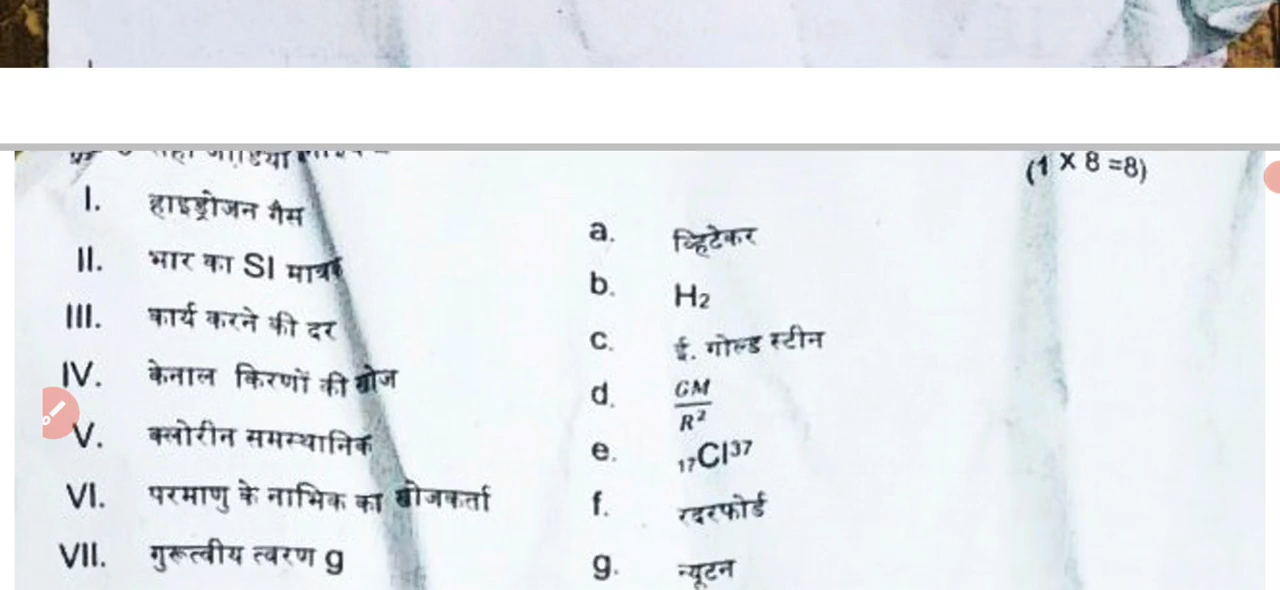 (1 X 8 =8)
I. हाइड्रोजन गैस
a. व्हिटेकर
II. भार का SI मात्रक
b. H₂
III. कार्य करने की दर
c. ई. गोल्ड स्टीन
IV. केनाल किरणों की खोज
d. GM/R²
V. क्लोरीन समस्थानिक
e. ₁₇Cl³⁷
VI. परमाणु के नाभिक का खोजकर्ता
f. रदरफोर्ड
VII. गुरूत्वीय त्वरण g
g. न्यूटन